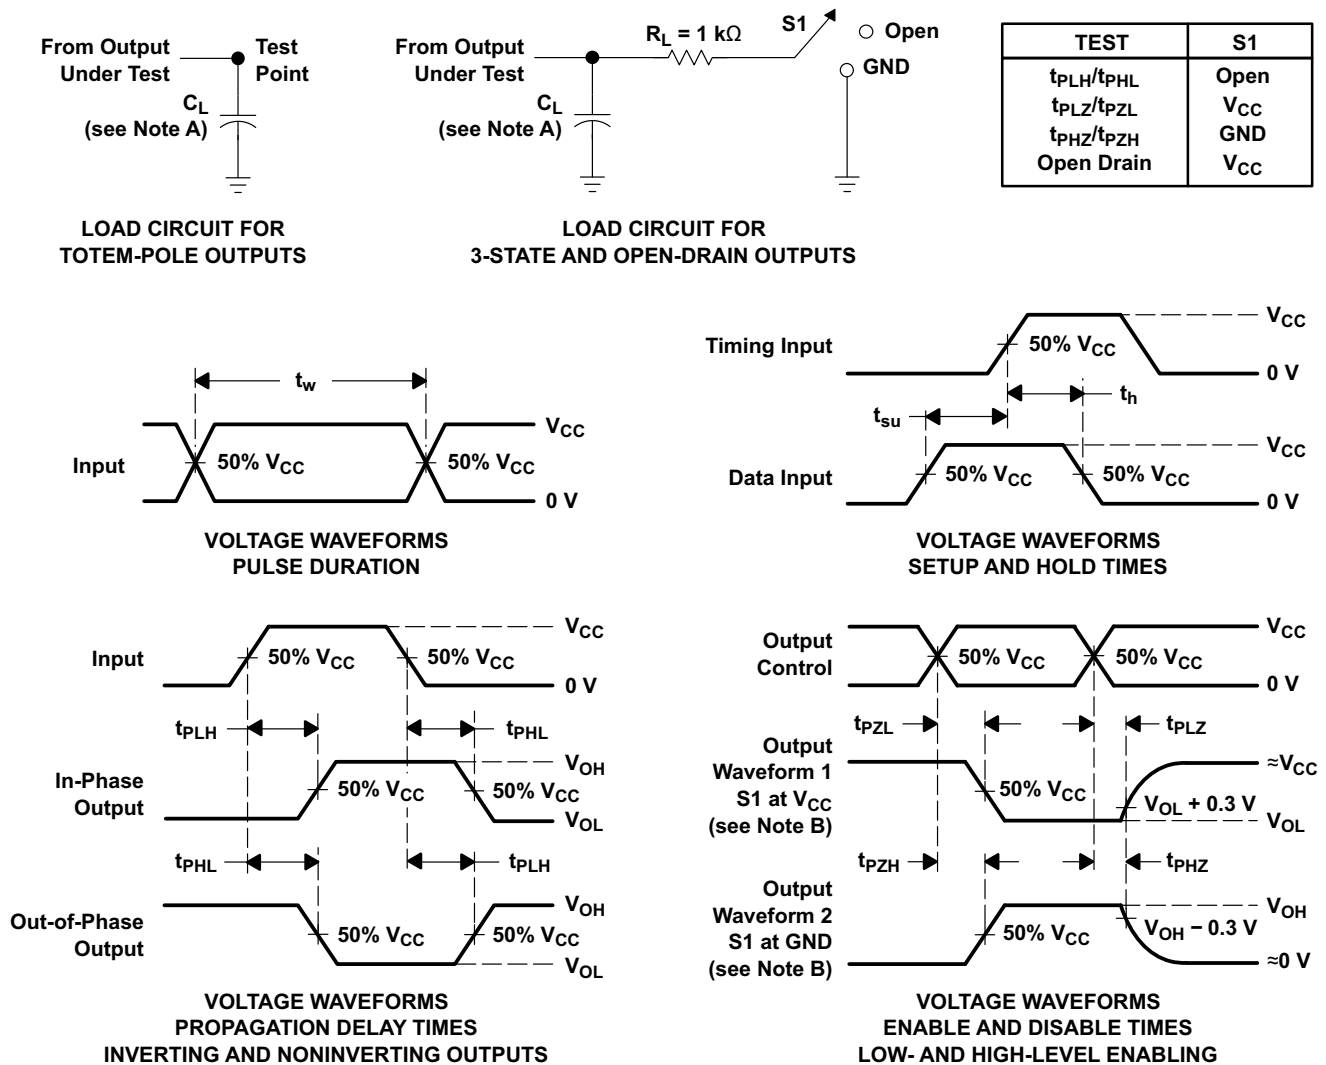 From Output
Under Test
Test
Point
CL
(see Note A)
LOAD CIRCUIT FOR
TOTEM-POLE OUTPUTS
From Output
Under Test
RL = 1 kΩ
S1
Open
GND
CL
(see Note A)
LOAD CIRCUIT FOR
3-STATE AND OPEN-DRAIN OUTPUTS
TEST S1
tPLH/tPHL Open
tPLZ/tPZL VCC
tPHZ/tPZH GND
Open Drain VCC
tw
Input
50% VCC
50% VCC
VCC
0 V
VOLTAGE WAVEFORMS
PULSE DURATION
Timing Input
50% VCC
VCC
0 V
th
tsu
Data Input
50% VCC
50% VCC
VCC
0 V
VOLTAGE WAVEFORMS
SETUP AND HOLD TIMES
Input
50% VCC
50% VCC
VCC
0 V
tPLH
tPHL
In-Phase
Output
50% VCC
50% VCC
VOH
VOL
tPHL
tPLH
Out-of-Phase
Output
50% VCC
50% VCC
VOH
VOL
VOLTAGE WAVEFORMS
PROPAGATION DELAY TIMES
INVERTING AND NONINVERTING OUTPUTS
Output
Control
50% VCC
50% VCC
VCC
0 V
tPZL
tPLZ
Output
Waveform 1
S1 at VCC
(see Note B)
50% VCC
VOL + 0.3 V
≈VCC
VOL
tPZH
tPHZ
Output
Waveform 2
S1 at GND
(see Note B)
50% VCC
VOH − 0.3 V
VOH
≈0 V
VOLTAGE WAVEFORMS
ENABLE AND DISABLE TIMES
LOW- AND HIGH-LEVEL ENABLING